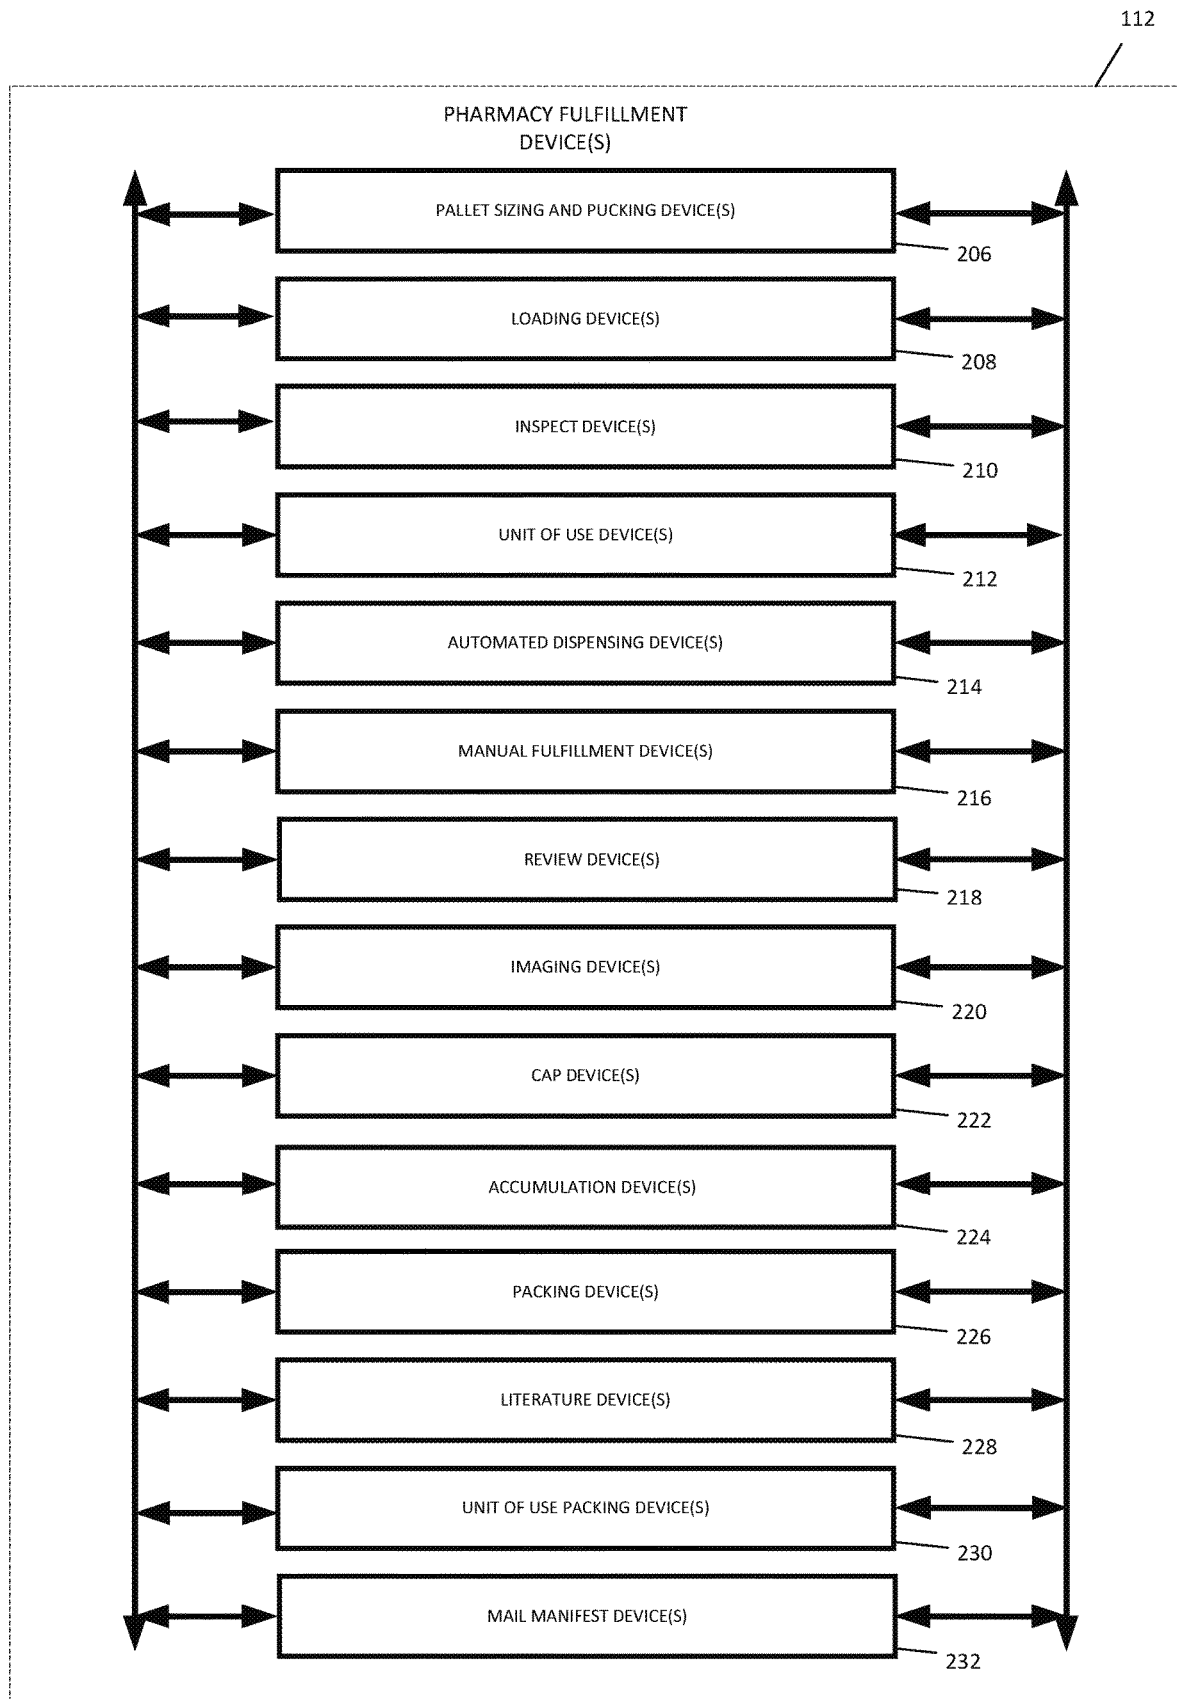 112
PHARMACY FULFILLMENT
DEVICE(S)
PALLET SIZING AND PUCKING DEVICE(S)
206
LOADING DEVICE(S)
208
INSPECT DEVICE(S)
210
UNIT OF USE DEVICE(S)
212
AUTOMATED DISPENSING DEVICE(S)
214
MANUAL FULFILLMENT DEVICE(S)
216
REVIEW DEVICE(S)
218
IMAGING DEVICE(S)
220
CAP DEVICE(S)
222
ACCUMULATION DEVICE(S)
224
PACKING DEVICE(S)
226
LITERATURE DEVICE(S)
228
UNIT OF USE PACKING DEVICE(S)
230
MAIL MANIFEST DEVICE(S)
232